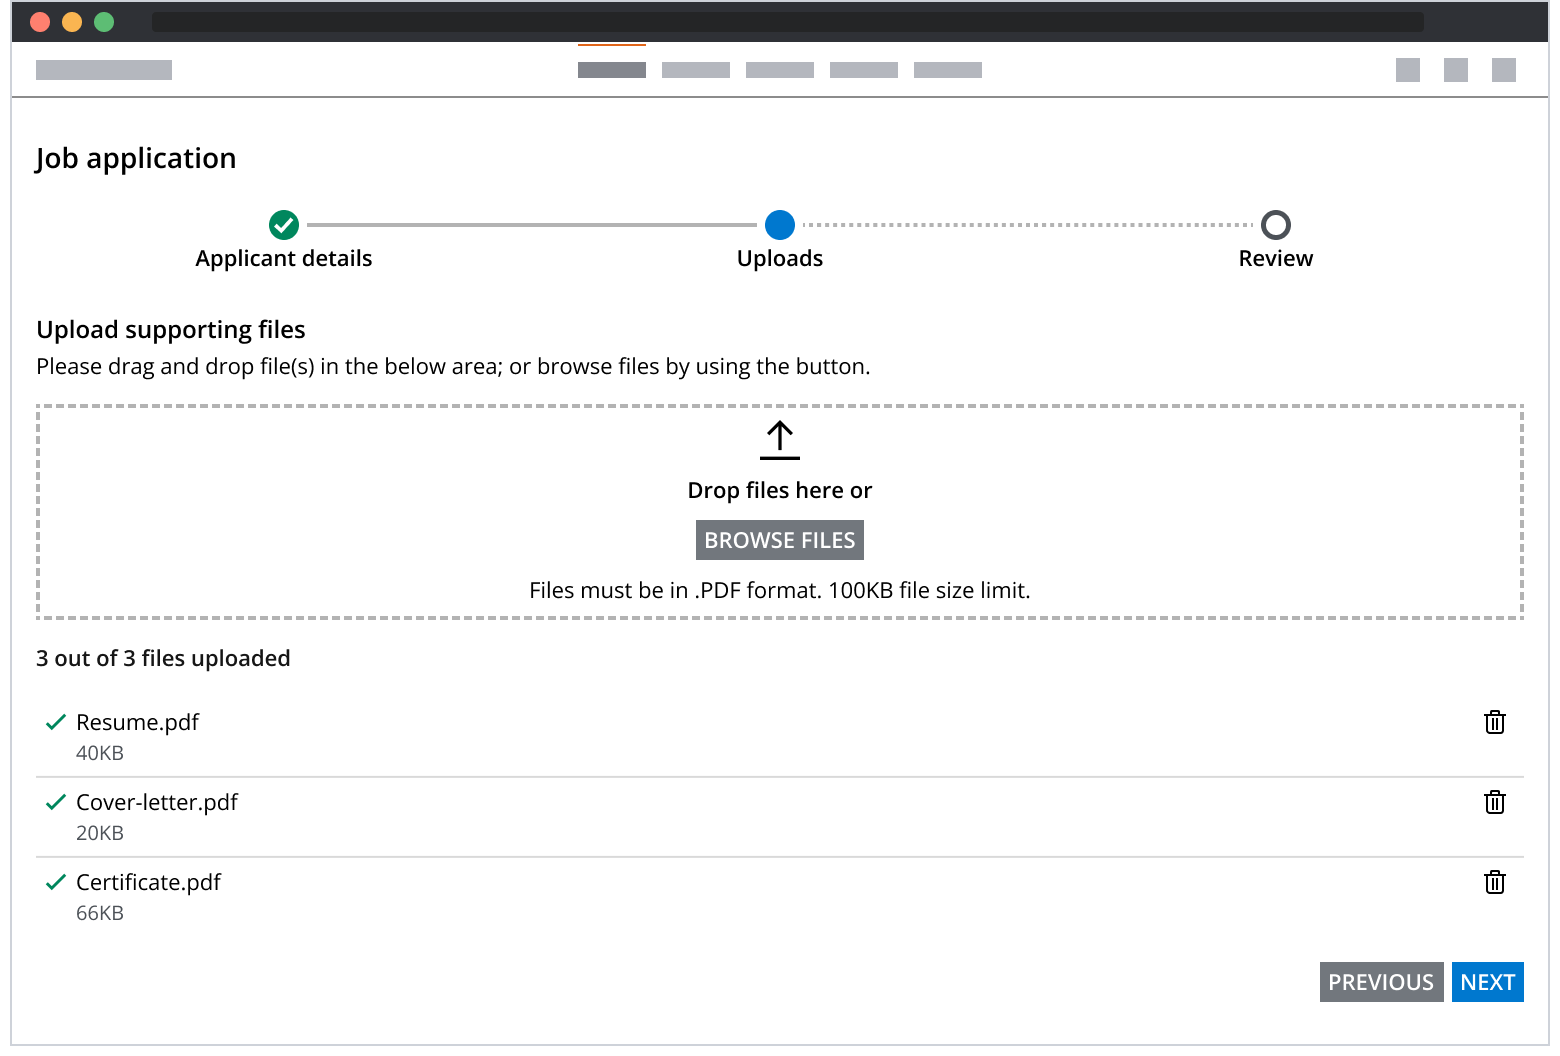 Job application
Applicant details
Uploads
Review
Upload supporting files
Please drag and drop file(s) in the below area; or browse files by using the button.
Drop files here or
BROWSE FILES
Files must be in .PDF format. 100KB file size limit.
3 out of 3 files uploaded
Resume.pdf
40KB
Cover-letter.pdf
20KB
Certificate.pdf
66KB
PREVIOUS
NEXT